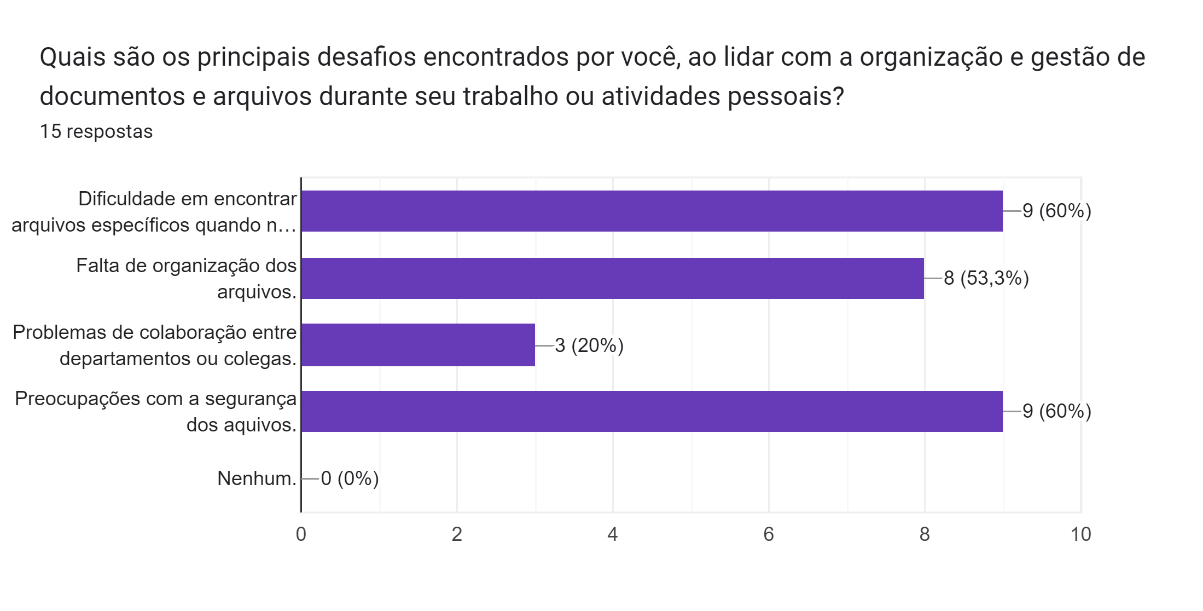 Quais são os principais desafios encontrados por você, ao lidar com a organização e gestão de
documentos e arquivos durante seu trabalho ou atividades pessoais?
15 respostas
Dificuldade em encontrar
arquivos específicos quando n…
9 (60%)
Falta de organização dos
arquivos.
8 (53,3%)
Problemas de colaboração entre
departamentos ou colegas.
3 (20%)
Preocupações com a segurança
dos aquivos.
9 (60%)
Nenhum.
0 (0%)
0 2 4 6 8 10